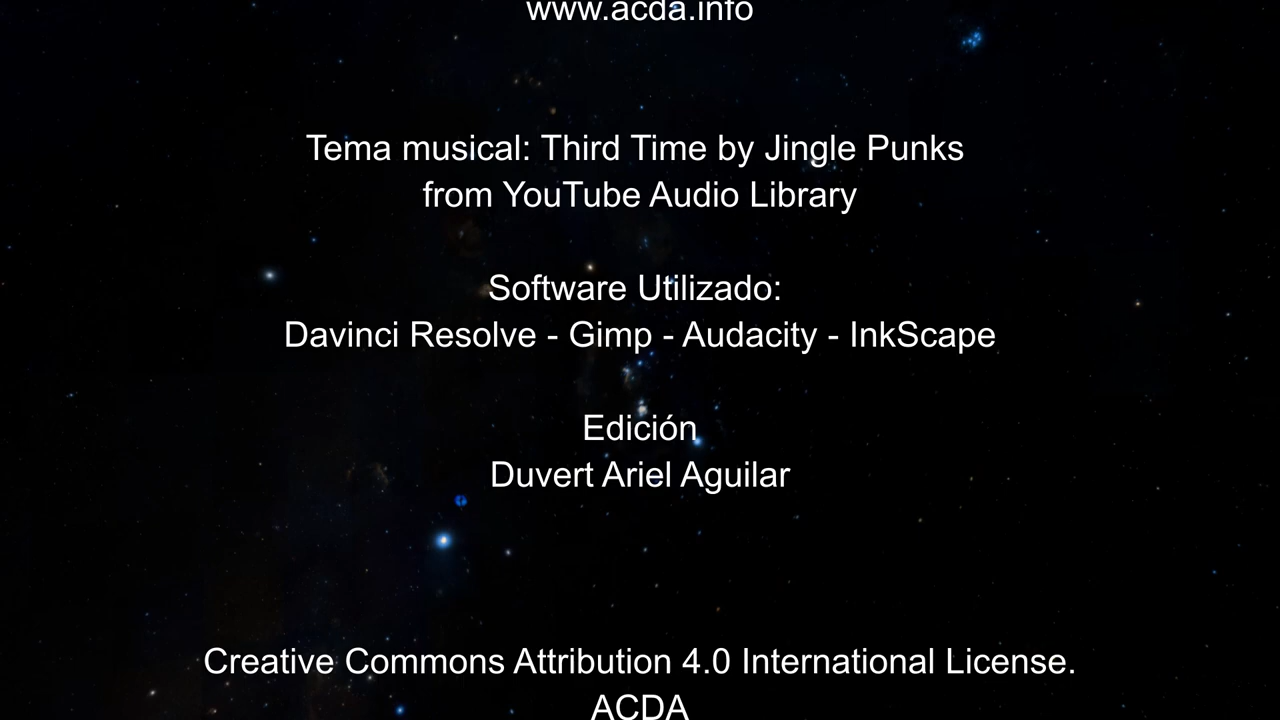 www.acda.info
Tema musical: Third Time by Jingle Punks
from YouTube Audio Library
Software Utilizado:
Davinci Resolve - Gimp - Audacity - InkScape
Edición
Duvert Ariel Aguilar
Creative Commons Attribution 4.0 International License.
ACDA